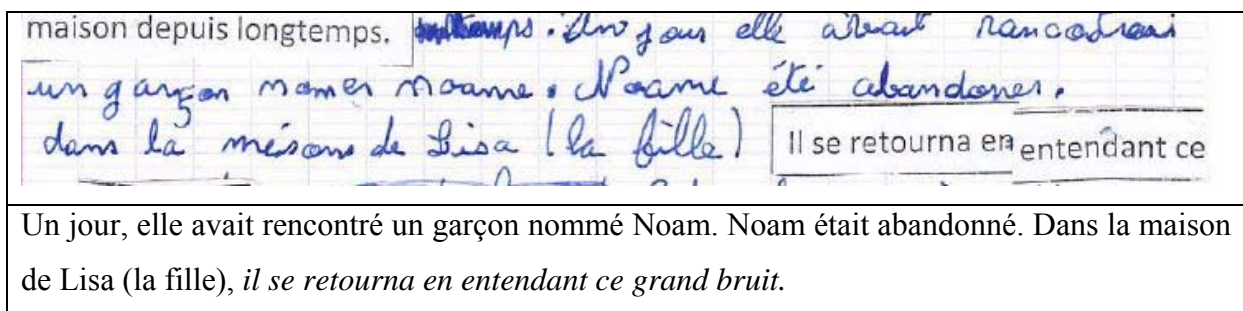 maison depuis longtemps. temps. Un jour elle avait rancontrais
un garçon nomer Noame. Noame été abandoner.
dans la mésons de Lisa (la fille) Il se retourna en entendant ce
Un jour, elle avait rencontré un garçon nommé Noam. Noam était abandonné. Dans la maison
de Lisa (la fille), il se retourna en entendant ce grand bruit.